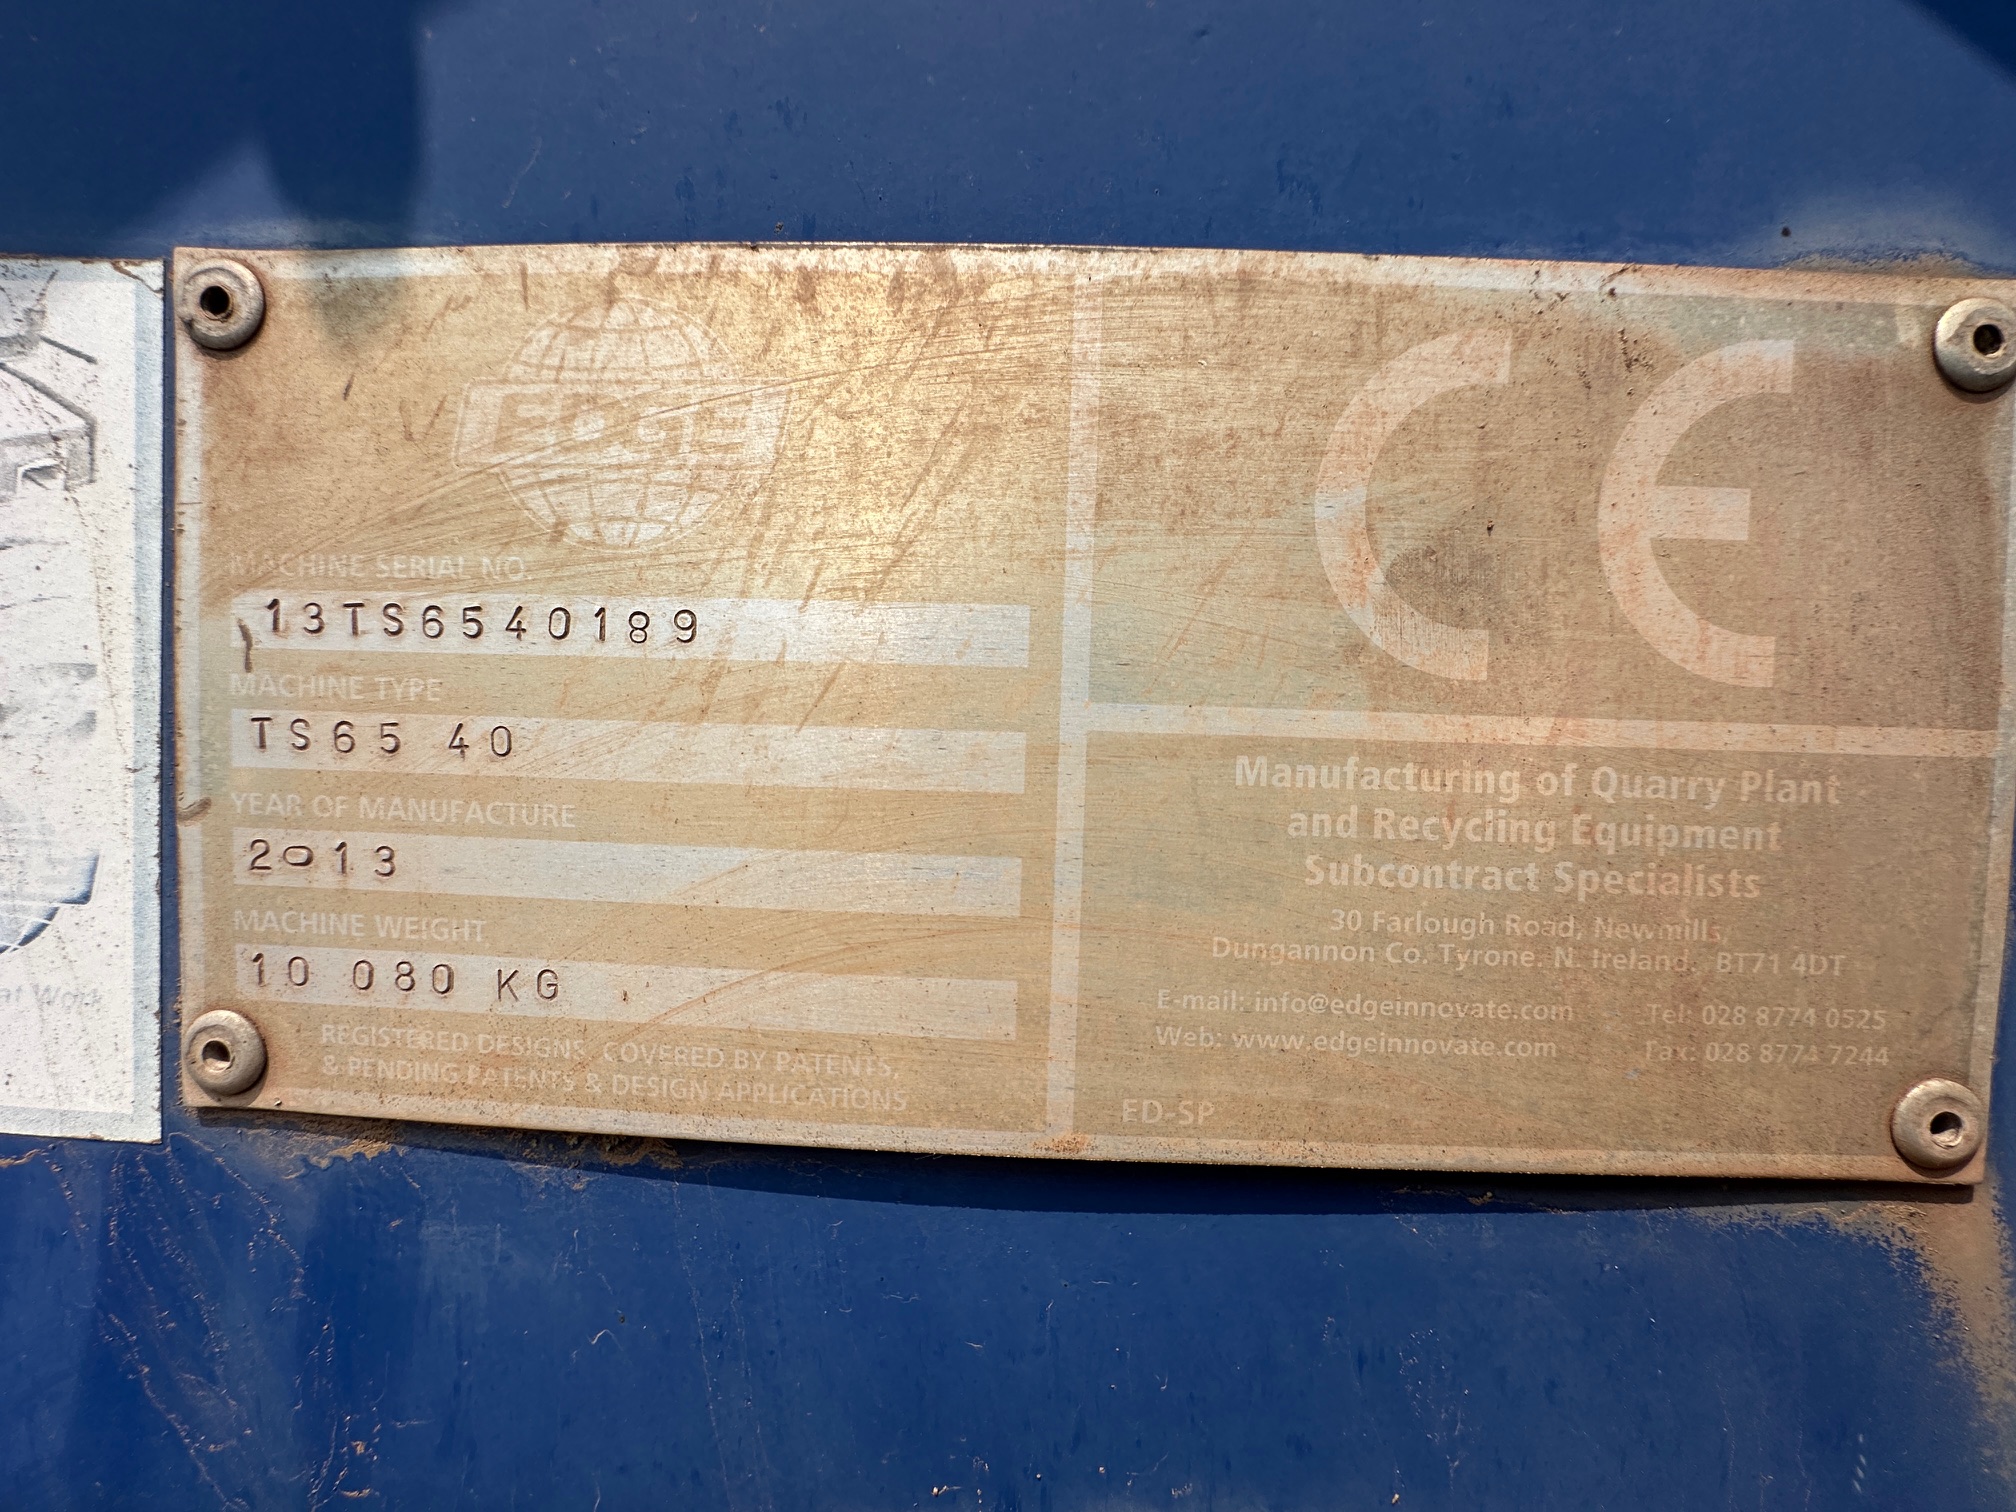 EDGE
MACHINE SERIAL NO.
13TS6540189
MACHINE TYPE
TS65 40
YEAR OF MANUFACTURE
2013
MACHINE WEIGHT
10 080 KG
REGISTERED DESIGNS, COVERED BY PATENTS,
& PENDING PATENTS & DESIGN APPLICATIONS
CE
Manufacturing of Quarry Plant
and Recycling Equipment
Subcontract Specialists
30 Farlough Road, Newmills,
Dungannon Co. Tyrone. N. Ireland. BT71 4DT
E-mail: info@edgeinnovate.com Tel: 028 8774 0525
Web: www.edgeinnovate.com Fax: 028 8774 7244
ED-SP
at Work